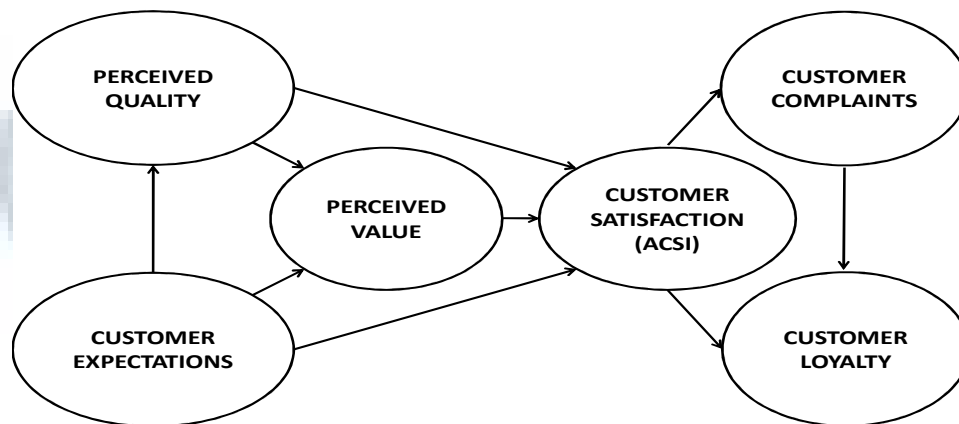 PERCEIVED
QUALITY
CUSTOMER
COMPLAINTS
PERCEIVED
VALUE
CUSTOMER
SATISFACTION
(ACSI)
CUSTOMER
EXPECTATIONS
CUSTOMER
LOYALTY